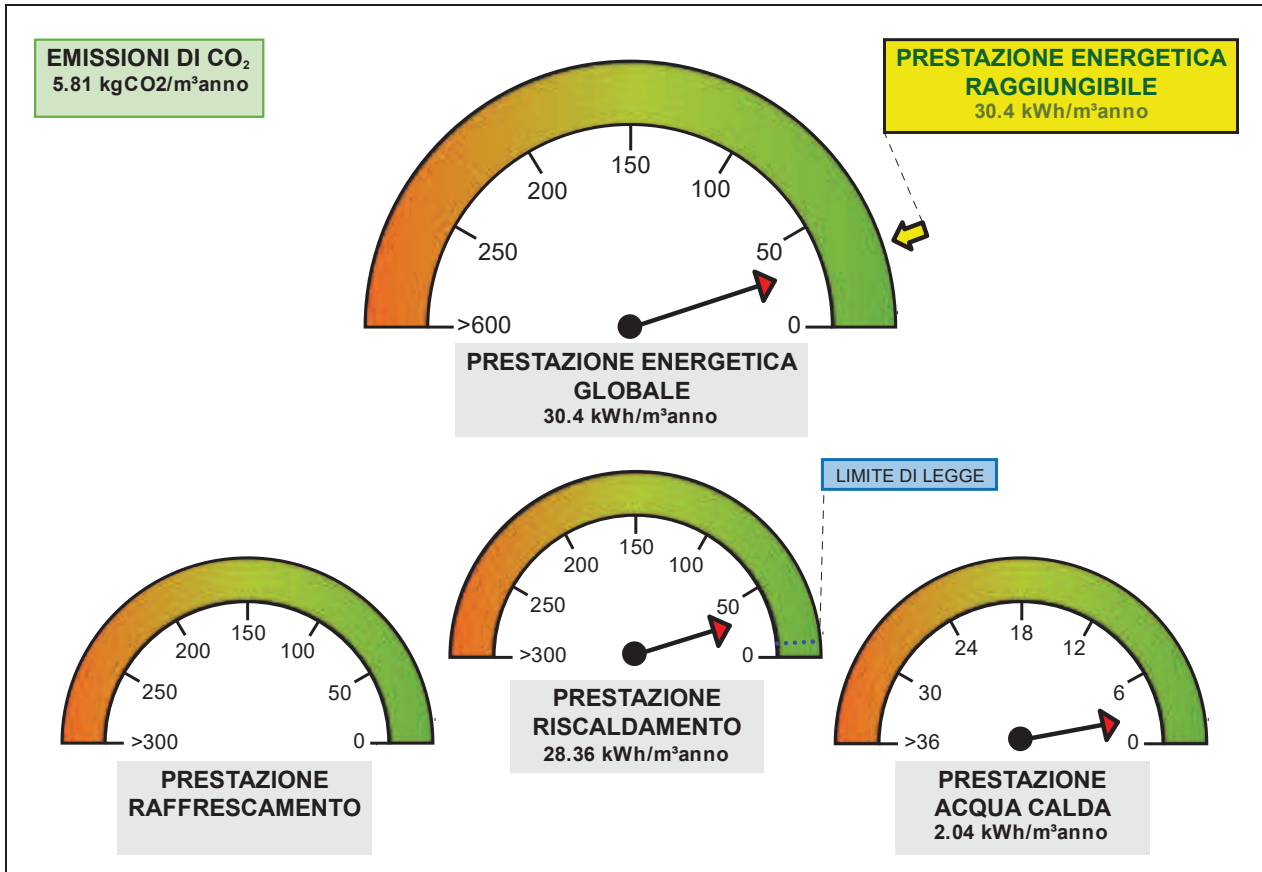 EMISSIONI DI CO₂
5.81 kgCO2/m³anno
PRESTAZIONE ENERGETICA
RAGGIUNGIBILE
30.4 kWh/m³anno
150
200
100
250
50
>600
0
PRESTAZIONE ENERGETICA
GLOBALE
30.4 kWh/m³anno
LIMITE DI LEGGE
150
200
100
250
50
>300
0
PRESTAZIONE
RISCALDAMENTO
28.36 kWh/m³anno
150
200
100
250
50
>300
0
PRESTAZIONE
RAFFRESCAMENTO
18
24
12
30
6
>36
0
PRESTAZIONE
ACQUA CALDA
2.04 kWh/m³anno